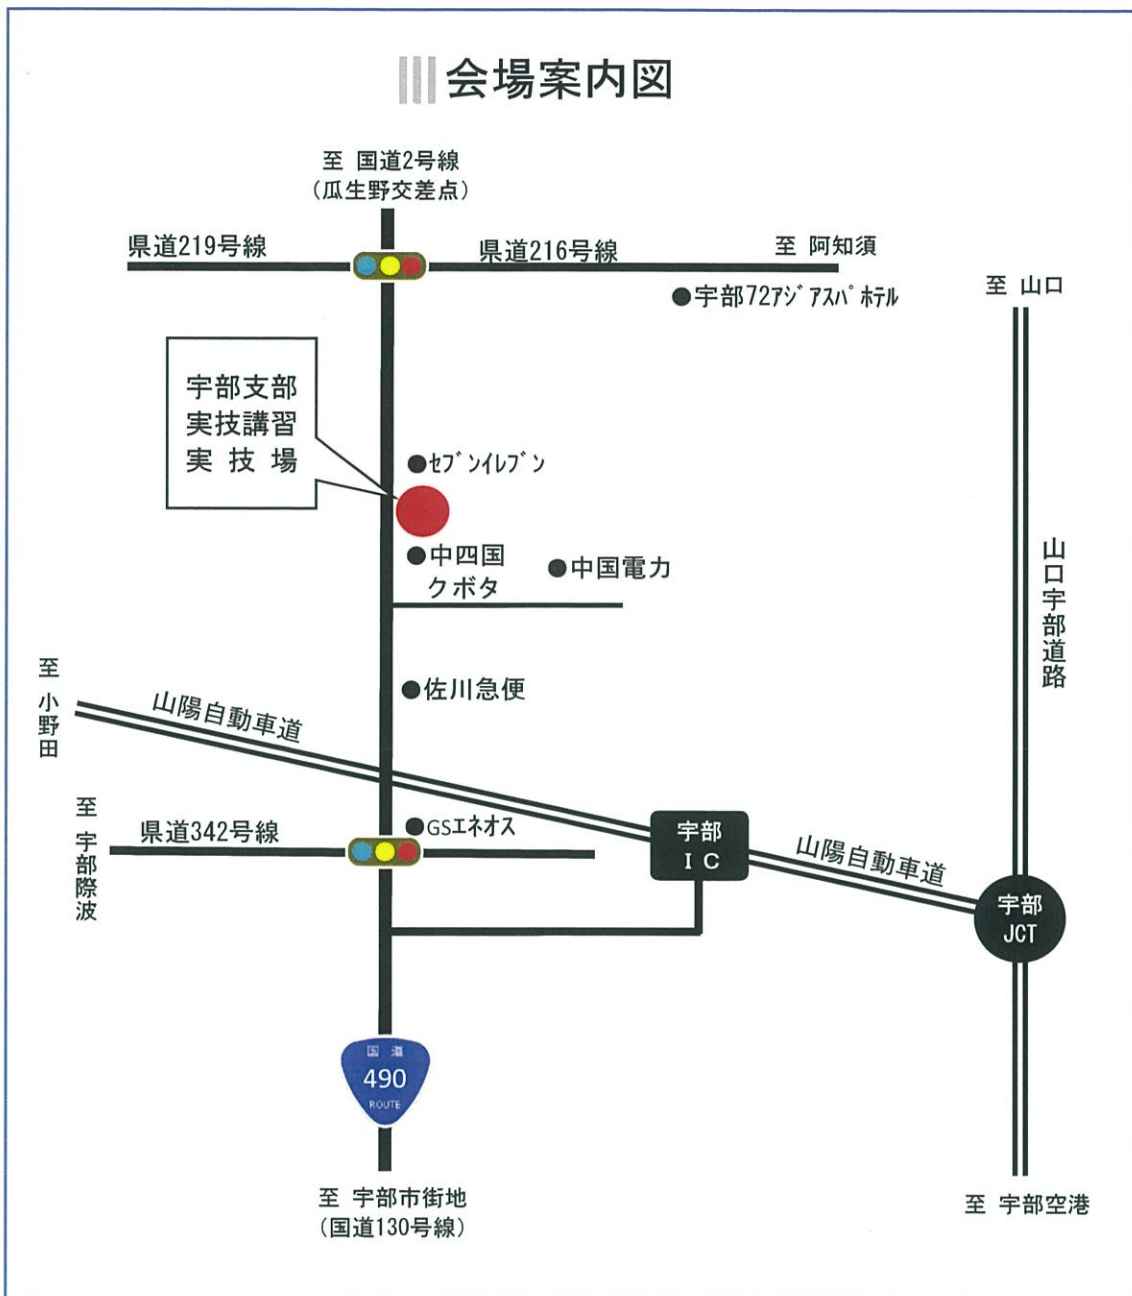 会場案内図
至 国道2号線
(瓜生野交差点)
県道219号線
県道216号線
至 阿知須
●宇部72ｱｼﾞｱｽﾊﾟﾎﾃﾙ
至 山口
宇部支部
実技講習
実 技 場
●ｾﾌﾞﾝｲﾚﾌﾞﾝ
●中四国
クボタ
●中国電力
山口宇部道路
●佐川急便
至 小野田
山陽自動車道
至 宇部際波
県道342号線
●GSエネオス
宇部
ＩＣ
山陽自動車道
宇部
JCT
国 道
490
ROUTE
至 宇部市街地
(国道130号線)
至 宇部空港